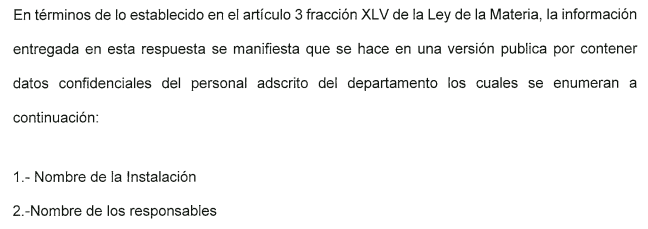 En términos de lo establecido en el artículo 3 fracción XLV de la Ley de la Materia, la información
entregada en esta respuesta se manifiesta que se hace en una versión publica por contener
datos confidenciales del personal adscrito del departamento los cuales se enumeran a
continuación:
1.- Nombre de la Instalación
2.-Nombre de los responsables